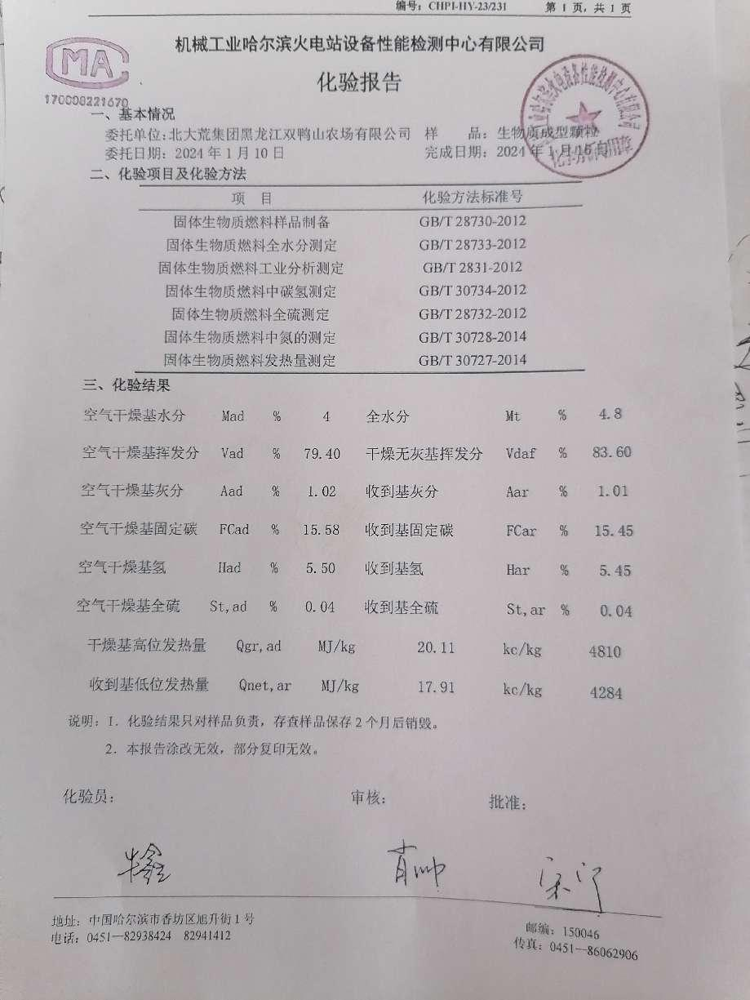 编号：CHPI-HY-23/231 第 1 页，共 1 页
机械工业哈尔滨火电站设备性能检测中心有限公司
MA
化验报告
170008221670
一、基本情况
委托单位：北大荒集团黑龙江双鸭山农场有限公司 样 品：生物质成型颗粒
委托日期：2024 年 1 月 10 日 完成日期：2024 年 1 月 16 日
化学分析专用章
二、化验项目及化验方法
项 目 化验方法标准号
固体生物质燃料样品制备 GB/T 28730-2012
固体生物质燃料全水分测定 GB/T 28733-2012
固体生物质燃料工业分析测定 GB/T 2831-2012
固体生物质燃料中碳氢测定 GB/T 30734-2012
固体生物质燃料全硫测定 GB/T 28732-2012
固体生物质燃料中氮的测定 GB/T 30728-2014
固体生物质燃料发热量测定 GB/T 30727-2014
三、化验结果
空气干燥基水分 Mad % 4 全水分 Mt % 4.8
空气干燥基挥发分 Vad % 79.40 干燥无灰基挥发分 Vdaf % 83.60
空气干燥基灰分 Aad % 1.02 收到基灰分 Aar % 1.01
空气干燥基固定碳 FCad % 15.58 收到基固定碳 FCar % 15.45
空气干燥基氢 Had % 5.50 收到基氢 Har % 5.45
空气干燥基全硫 St,ad % 0.04 收到基全硫 St,ar % 0.04
干燥基高位发热量 Qgr,ad MJ/kg 20.11 kc/kg 4810
收到基低位发热量 Qnet,ar MJ/kg 17.91 kc/kg 4284
说明：1. 化验结果只对样品负责，存查样品保存 2 个月后销毁。
2. 本报告涂改无效，部分复印无效。
化验员： 审核： 批准：
地址：中国哈尔滨市香坊区旭升街 1 号
邮编：150046
电话：0451—82938424 82941412
传真：0451—86062906